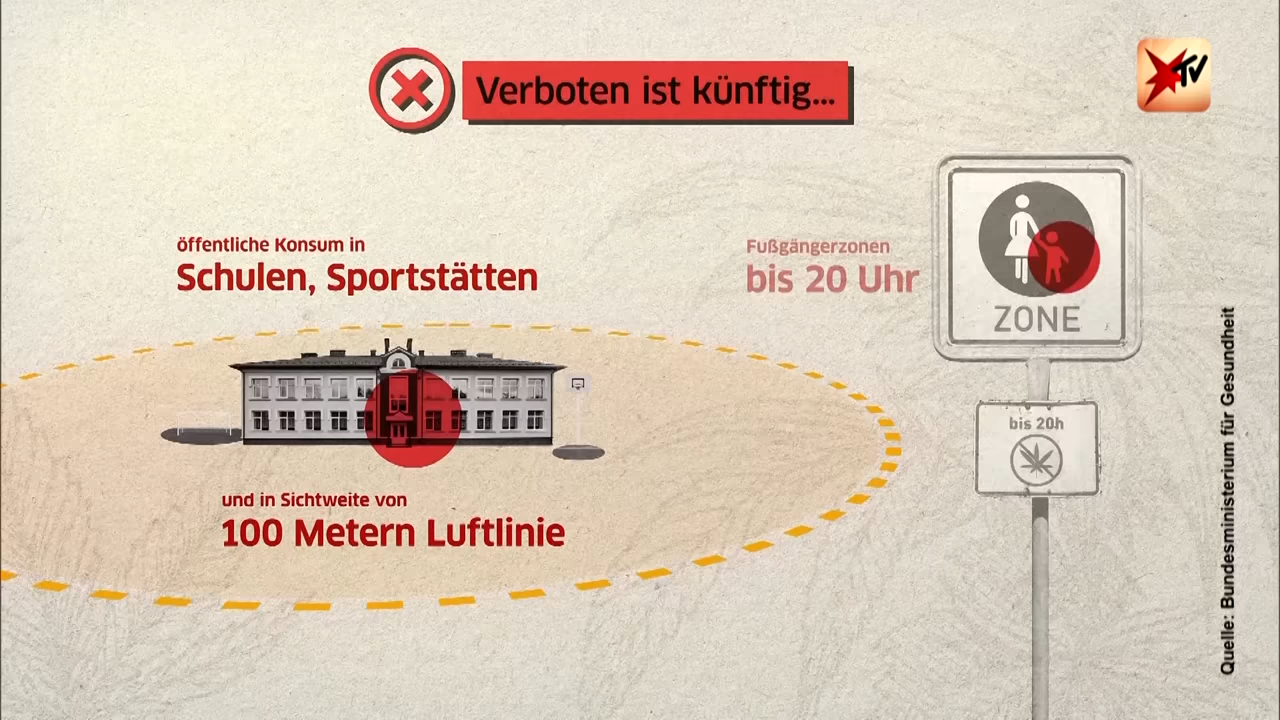 Verboten ist künftig...
TV
öffentliche Konsum in
Schulen, Sportstätten
Fußgängerzonen
bis 20 Uhr
ZONE
bis 20h
und in Sichtweite von
100 Metern Luftlinie
Quelle: Bundesministerium für Gesundheit